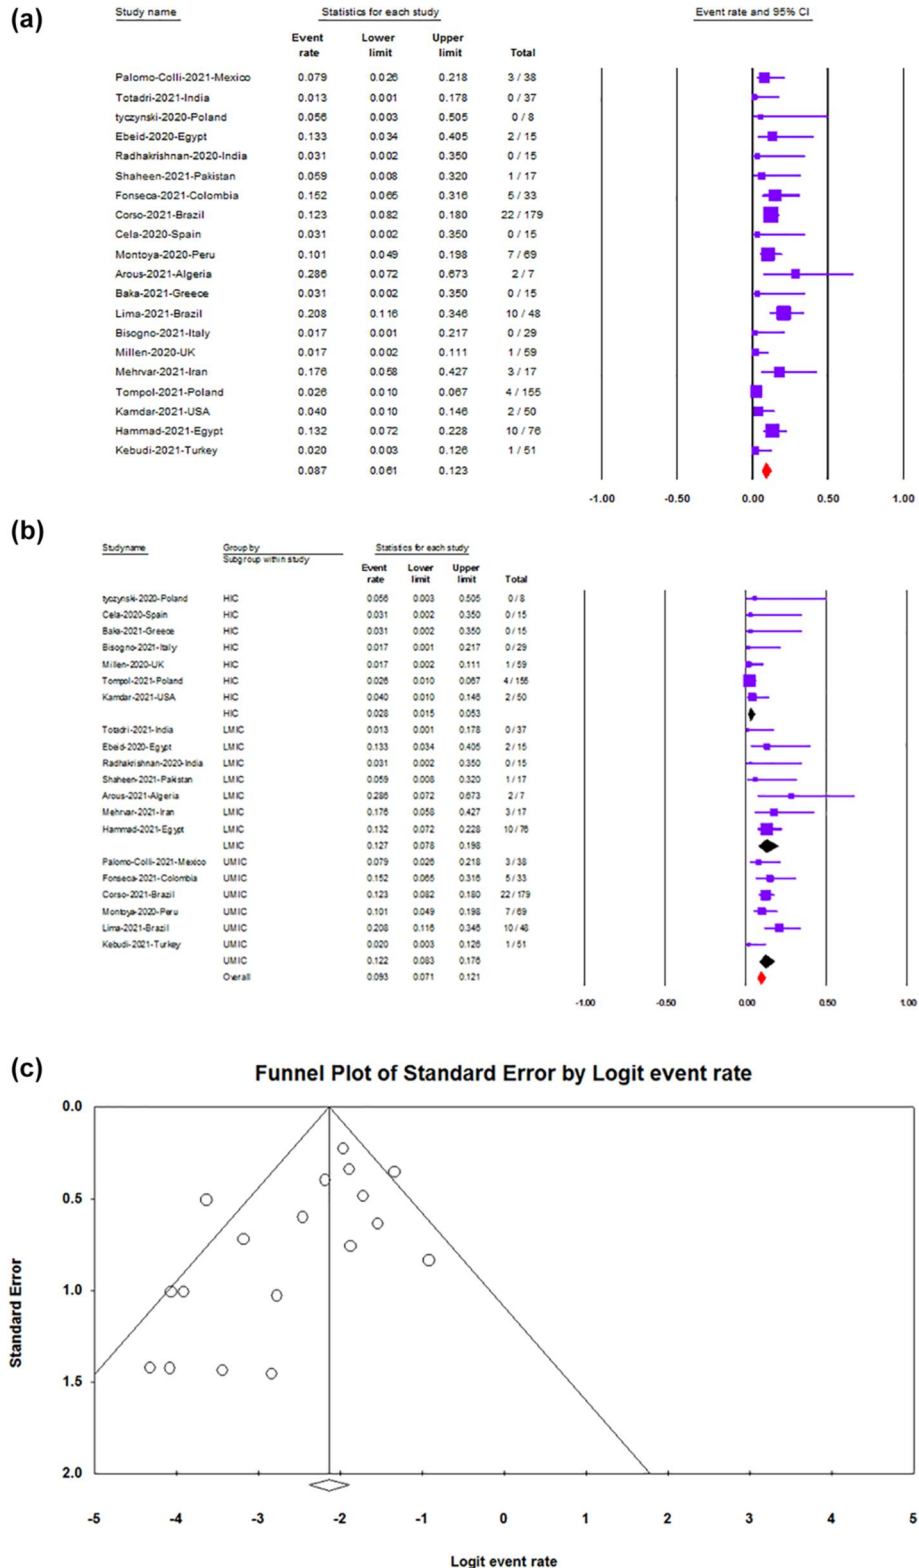 (a)
Study name Statistics for each study Event rate and 95% CI
Event rate Lower limit Upper limit Total
Palomo-Colli-2021-Mexico 0.079 0.026 0.218 3 / 38
Totadri-2021-India 0.013 0.001 0.178 0 / 37
tyczynski-2020-Poland 0.056 0.003 0.505 0 / 8
Ebeid-2020-Egypt 0.133 0.034 0.405 2 / 15
Radhakrishnan-2020-India 0.031 0.002 0.350 0 / 15
Shaheen-2021-Pakistan 0.059 0.008 0.320 1 / 17
Fonseca-2021-Colombia 0.152 0.065 0.316 5 / 33
Corso-2021-Brazil 0.123 0.082 0.180 22 / 179
Cela-2020-Spain 0.031 0.002 0.350 0 / 15
Montoya-2020-Peru 0.101 0.049 0.198 7 / 69
Arous-2021-Algeria 0.286 0.072 0.673 2 / 7
Baka-2021-Greece 0.031 0.002 0.350 0 / 15
Lima-2021-Brazil 0.208 0.116 0.346 10 / 48
Bisogno-2021-Italy 0.017 0.001 0.217 0 / 29
Millen-2020-UK 0.017 0.002 0.111 1 / 59
Mehrvar-2021-Iran 0.176 0.058 0.427 3 / 17
Tompol-2021-Poland 0.026 0.010 0.067 4 / 155
Kamdar-2021-USA 0.040 0.010 0.146 2 / 50
Hammad-2021-Egypt 0.132 0.072 0.228 10 / 76
Kebudi-2021-Turkey 0.020 0.003 0.126 1 / 51
0.087 0.061 0.123
-1.00 -0.50 0.00 0.50 1.00
(b)
Studyname Group by Statistics for each study
Subgroup within study
Event rate Lower limit Upper limit Total
tyczynski-2020-Poland HIC 0.056 0.003 0.505 0 / 8
Cela-2020-Spain HIC 0.031 0.002 0.350 0 / 15
Baka-2021-Greece HIC 0.031 0.002 0.350 0 / 15
Bisogno-2021-Italy HIC 0.017 0.001 0.217 0 / 29
Millen-2020-UK HIC 0.017 0.002 0.111 1 / 59
Tompol-2021-Poland HIC 0.026 0.010 0.067 4 / 155
Kamdar-2021-USA HIC 0.040 0.010 0.146 2 / 50
HIC 0.028 0.015 0.053
Totadri-2021-India LMIC 0.013 0.001 0.178 0 / 37
Ebeid-2020-Egypt LMIC 0.133 0.034 0.405 2 / 15
Radhakrishnan-2020-India LMIC 0.031 0.002 0.350 0 / 15
Shaheen-2021-Pakistan LMIC 0.059 0.008 0.320 1 / 17
Arous-2021-Algeria LMIC 0.286 0.072 0.673 2 / 7
Mehrvar-2021-Iran LMIC 0.176 0.058 0.427 3 / 17
Hammad-2021-Egypt LMIC 0.132 0.072 0.228 10 / 76
LMIC 0.127 0.078 0.198
Palomo-Colli-2021-Mexico UMIC 0.079 0.026 0.218 3 / 38
Fonseca-2021-Colombia UMIC 0.152 0.065 0.316 5 / 33
Corso-2021-Brazil UMIC 0.123 0.082 0.180 22 / 179
Montoya-2020-Peru UMIC 0.101 0.049 0.198 7 / 69
Lima-2021-Brazil UMIC 0.208 0.116 0.346 10 / 48
Kebudi-2021-Turkey UMIC 0.020 0.003 0.126 1 / 51
UMIC 0.122 0.083 0.176
Overall 0.093 0.071 0.121
-1.00 -0.50 0.00 0.50 1.00
(c)
Funnel Plot of Standard Error by Logit event rate
Standard Error
0.0
0.5
1.0
1.5
2.0
-5 -4 -3 -2 -1 0 1 2 3 4 5
Logit event rate